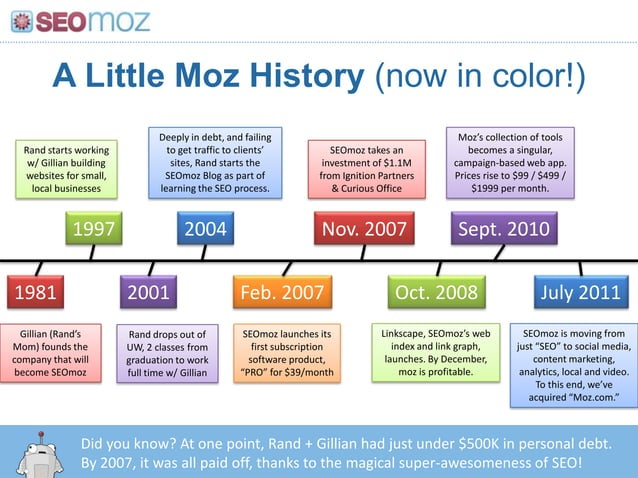 SEOmoz
A Little Moz History (now in color!)
Rand starts working
w/ Gillian building
websites for small,
local businesses
Deeply in debt, and failing
to get traffic to clients’
sites, Rand starts the
SEOmoz Blog as part of
learning the SEO process.
SEOmoz takes an
investment of $1.1M
from Ignition Partners
& Curious Office
Moz’s collection of tools
becomes a singular,
campaign-based web app.
Prices rise to $99 / $499 /
$1999 per month.
1997
2004
Nov. 2007
Sept. 2010
1981
2001
Feb. 2007
Oct. 2008
July 2011
Gillian (Rand’s
Mom) founds the
company that will
become SEOmoz
Rand drops out of
UW, 2 classes from
graduation to work
full time w/ Gillian
SEOmoz launches its
first subscription
software product,
“PRO” for $39/month
Linkscape, SEOmoz’s web
index and link graph,
launches. By December,
moz is profitable.
SEOmoz is moving from
just “SEO” to social media,
content marketing,
analytics, local and video.
To this end, we’ve
acquired “Moz.com.”
Did you know? At one point, Rand + Gillian had just under $500K in personal debt.
By 2007, it was all paid off, thanks to the magical super-awesomeness of SEO!